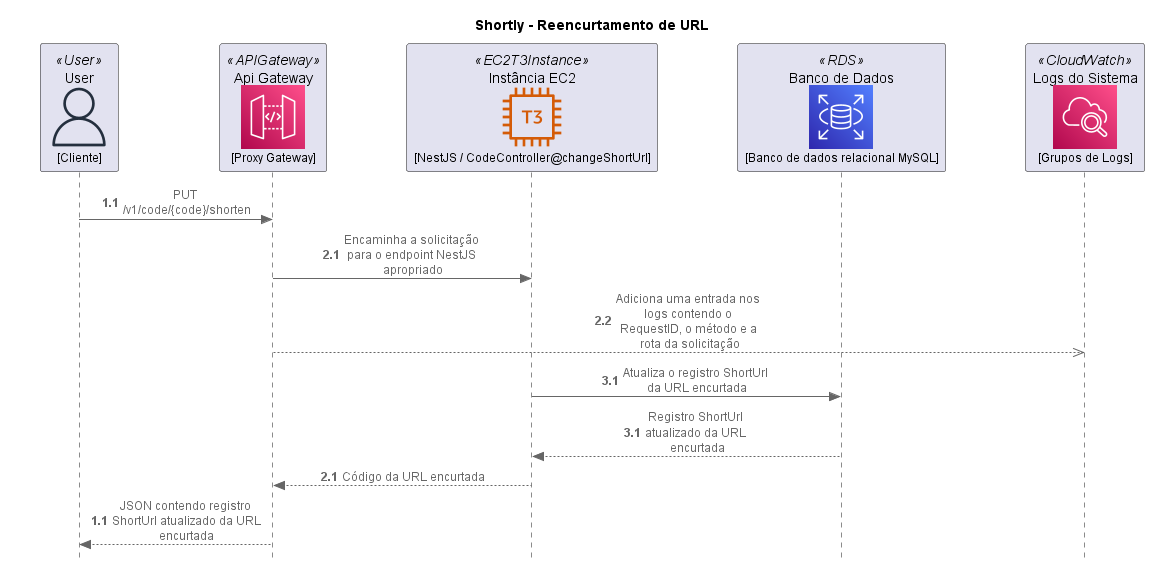 Shortly - Reencurtamento de URL
«User»
User
[Cliente]
«APIGateway»
Api Gateway
</>
[Proxy Gateway]
«EC2T3Instance»
Instância EC2
T3
[NestJS / CodeController@changeShortUrl]
«RDS»
Banco de Dados
[Banco de dados relacional MySQL]
«CloudWatch»
Logs do Sistema
[Grupos de Logs]
PUT
1.1 /v1/code/{code}/shorten
Encaminha a solicitação
2.1 para o endpoint NestJS
apropriado
Adiciona uma entrada nos
2.2 logs contendo o
RequestID, o método e a
rota da solicitação
3.1 Atualiza o registro ShortUrl
da URL encurtada
Registro ShortUrl
3.1 atualizado da URL
encurtada
2.1 Código da URL encurtada
JSON contendo registro
1.1 ShortUrl atualizado da URL
encurtada